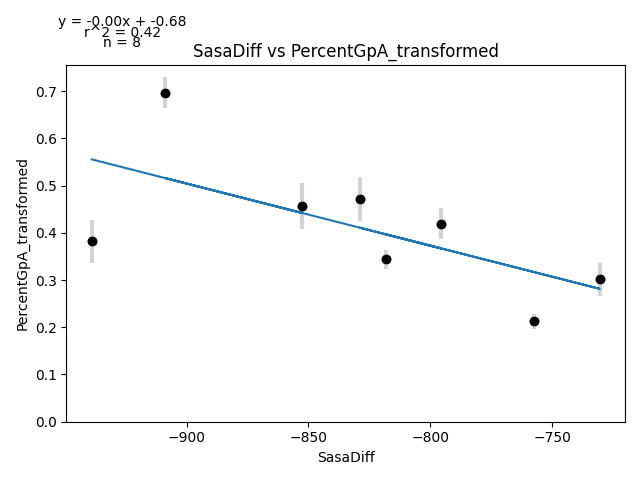 y = -0.00x + -0.68
r^2 = 0.42
n = 8
SasaDiff vs PercentGpA_transformed
PercentGpA_transformed
0.7
0.6
0.5
0.4
0.3
0.2
0.1
0.0
−900
−850
−800
−750
SasaDiff